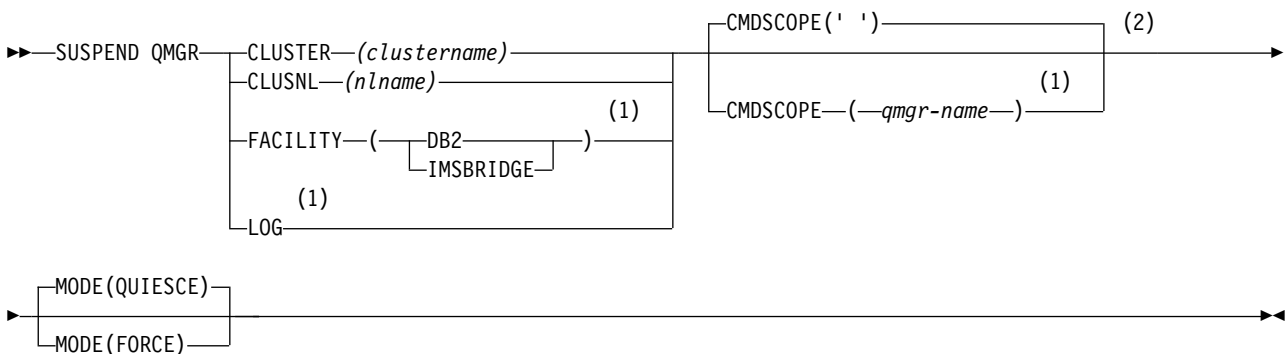 CMDSCOPE(' ') (2)
SUSPEND QMGR CLUSTER (clustername)
CLUSNL (nlname) (1)
(1) CMDSCOPE ( qmgr-name )
FACILITY ( DB2 )
IMSBRIDGE
(1)
LOG
MODE(QUIESCE)
MODE(FORCE)